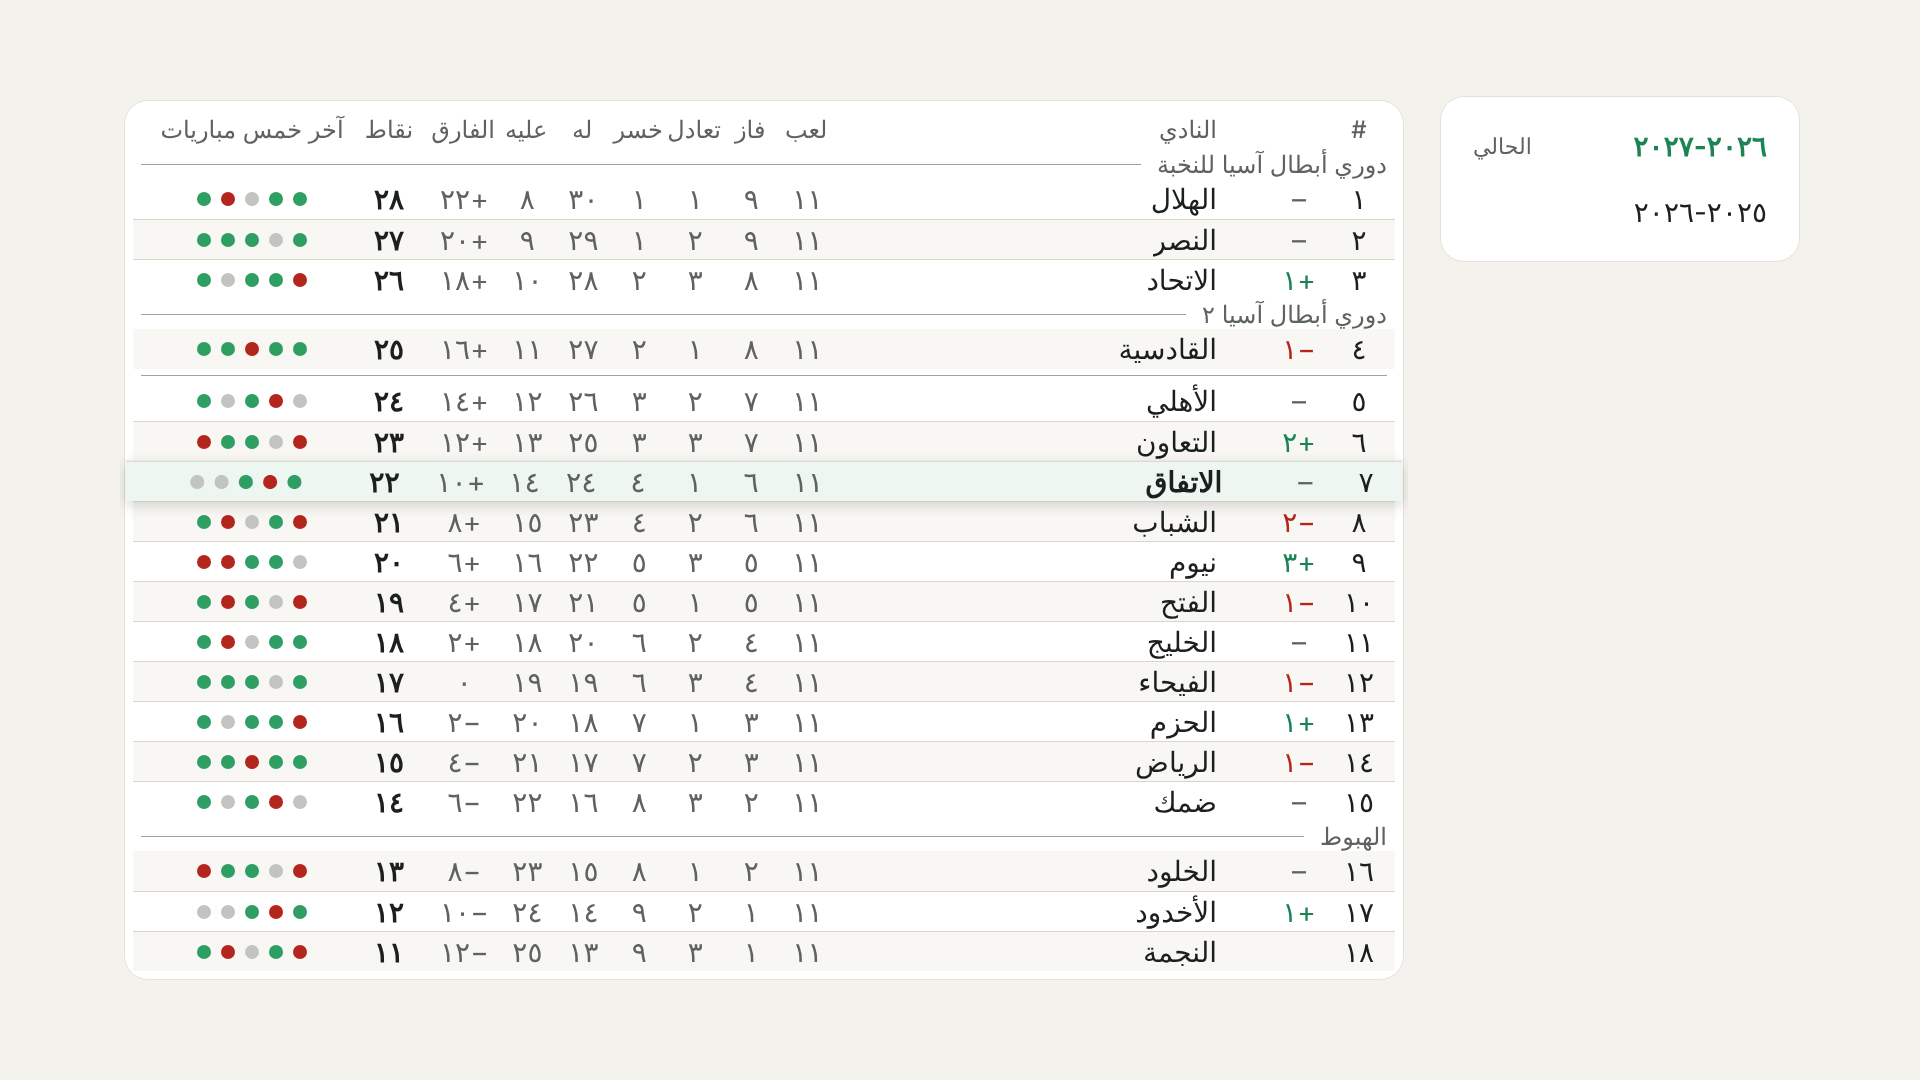 ٢٠٢٦-٢٠٢٧ الحالي
٢٠٢٥-٢٠٢٦
# النادي لعب فاز تعادل خسر له عليه الفارق نقاط آخر خمس مباريات
دوري أبطال آسيا للنخبة
١ – الهلال ١١ ٩ ١ ١ ٣٠ ٨ +٢٢ ٢٨
٢ – النصر ١١ ٩ ٢ ١ ٢٩ ٩ +٢٠ ٢٧
٣ +١ الاتحاد ١١ ٨ ٣ ٢ ٢٨ ١٠ +١٨ ٢٦
دوري أبطال آسيا ٢
٤ −١ القادسية ١١ ٨ ١ ٢ ٢٧ ١١ +١٦ ٢٥
٥ – الأهلي ١١ ٧ ٢ ٣ ٢٦ ١٢ +١٤ ٢٤
٦ +٢ التعاون ١١ ٧ ٣ ٣ ٢٥ ١٣ +١٢ ٢٣
٧ – الاتفاق ١١ ٦ ١ ٤ ٢٤ ١٤ +١٠ ٢٢
٨ −٢ الشباب ١١ ٦ ٢ ٤ ٢٣ ١٥ +٨ ٢١
٩ +٣ نيوم ١١ ٥ ٣ ٥ ٢٢ ١٦ +٦ ٢٠
١٠ −١ الفتح ١١ ٥ ١ ٥ ٢١ ١٧ +٤ ١٩
١١ – الخليج ١١ ٤ ٢ ٦ ٢٠ ١٨ +٢ ١٨
١٢ −١ الفيحاء ١١ ٤ ٣ ٦ ١٩ ١٩ ٠ ١٧
١٣ +١ الحزم ١١ ٣ ١ ٧ ١٨ ٢٠ −٢ ١٦
١٤ −١ الرياض ١١ ٣ ٢ ٧ ١٧ ٢١ −٤ ١٥
١٥ – ضمك ١١ ٢ ٣ ٨ ١٦ ٢٢ −٦ ١٤
الهبوط
١٦ – الخلود ١١ ٢ ١ ٨ ١٥ ٢٣ −٨ ١٣
١٧ +١ الأخدود ١١ ١ ٢ ٩ ١٤ ٢٤ −١٠ ١٢
١٨ النجمة ١١ ١ ٣ ٩ ١٣ ٢٥ −١٢ ١١